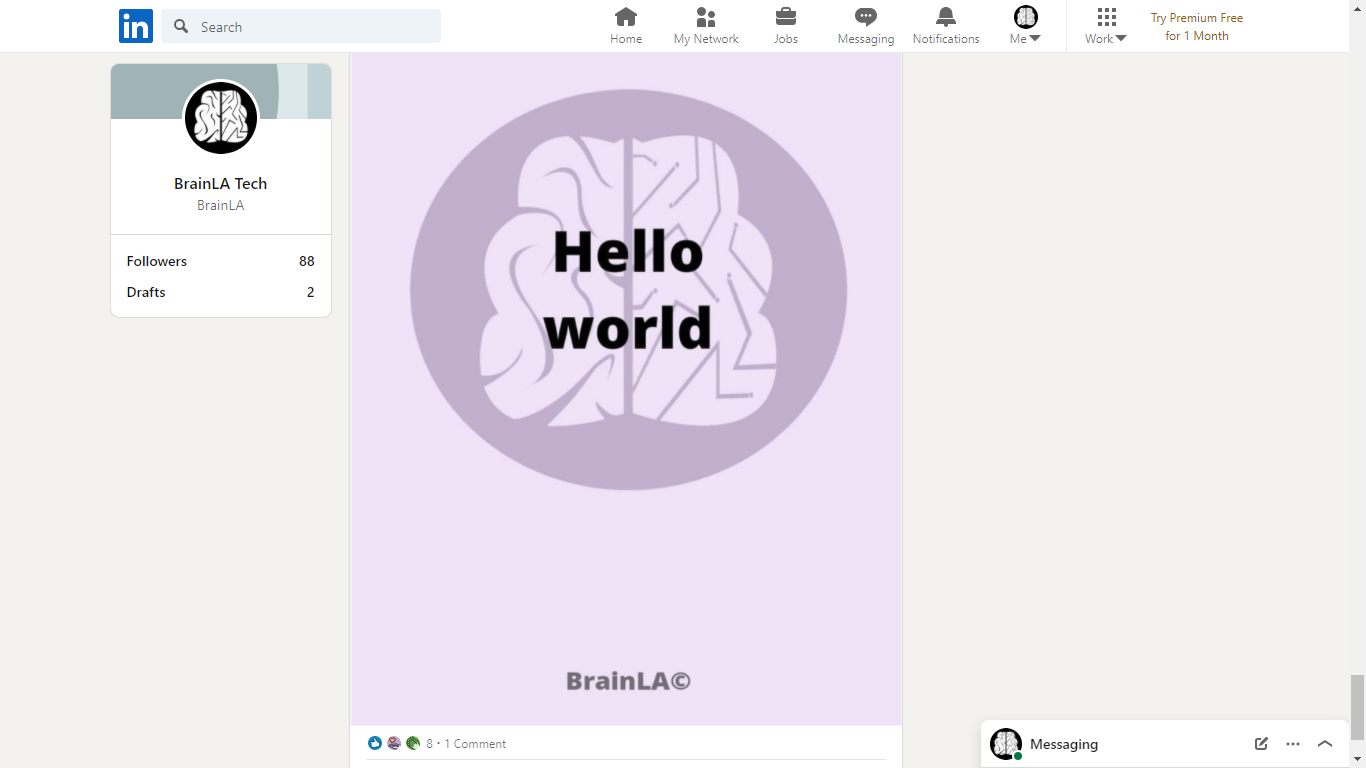 in
Search
Home
My Network
Jobs
Messaging
Notifications
Me
Work
Try Premium Free
for 1 Month
BrainLA Tech
BrainLA
Followers 88
Drafts 2
Hello
world
BrainLA©
8 • 1 Comment
Messaging